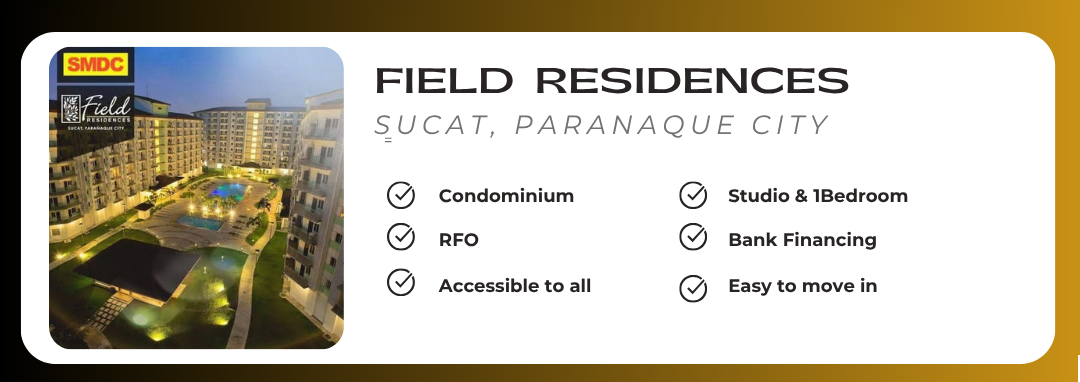 SMDC
Field
RESIDENCES
SUCAT, PARAÑAQUE CITY
FIELD RESIDENCES
SUCAT, PARANAQUE CITY
Condominium
RFO
Accessible to all
Studio & 1Bedroom
Bank Financing
Easy to move in